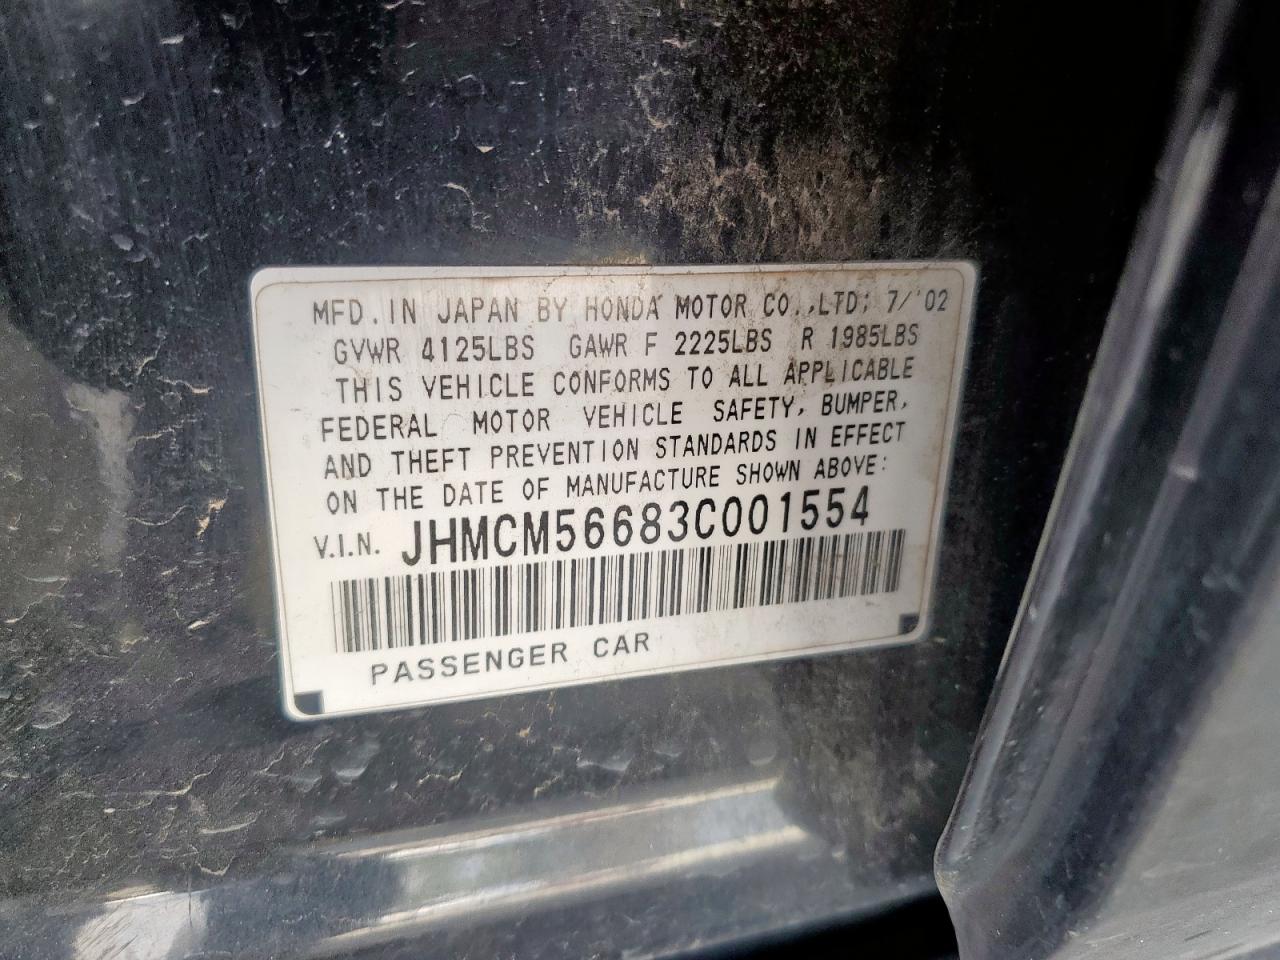 MFD. IN JAPAN BY HONDA MOTOR CO., LTD; 7/'02
GVWR 4125LBS GAWR F 2225LBS R 1985LBS
THIS VEHICLE CONFORMS TO ALL APPLICABLE
FEDERAL MOTOR VEHICLE SAFETY, BUMPER,
AND THEFT PREVENTION STANDARDS IN EFFECT
ON THE DATE OF MANUFACTURE SHOWN ABOVE:
V.I.N. JHMCM56683C001554
PASSENGER CAR